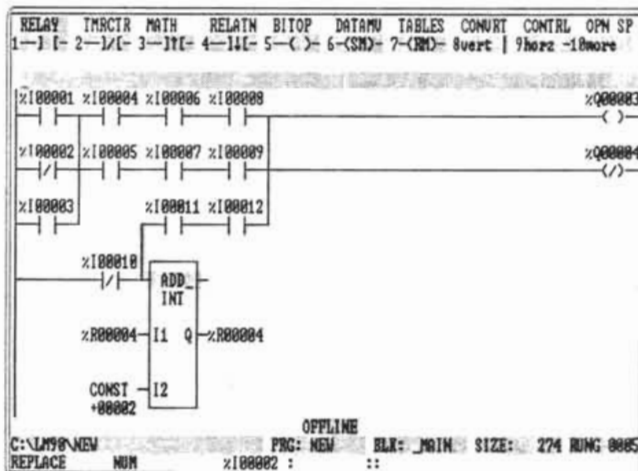 RELAY TMRCTR MATH RELATN BITOP DATAMV TABLES CONVRT CONTRL OPN SP
1──] [─ 2──]/[─ 3──]↑[─ 4──]↓[─ 5──( )─ 6─(SM)─ 7─(RM)─ 8vert | 9horz ─10more
%I00001 %I00004 %I00006 %I00008 %Q00003
%I00002 %I00005 %I00007 %I00009 %Q00004
%I00003 %I00011 %I00012
%I00010
ADD_
INT
%R00004 I1 Q %R00004
CONST I2
+00002
OFFLINE
C:\LM90\NEW PRG: NEW BLK: _MAIN SIZE: 274 RUNG 0005
REPLACE NUM %I00002 : ::